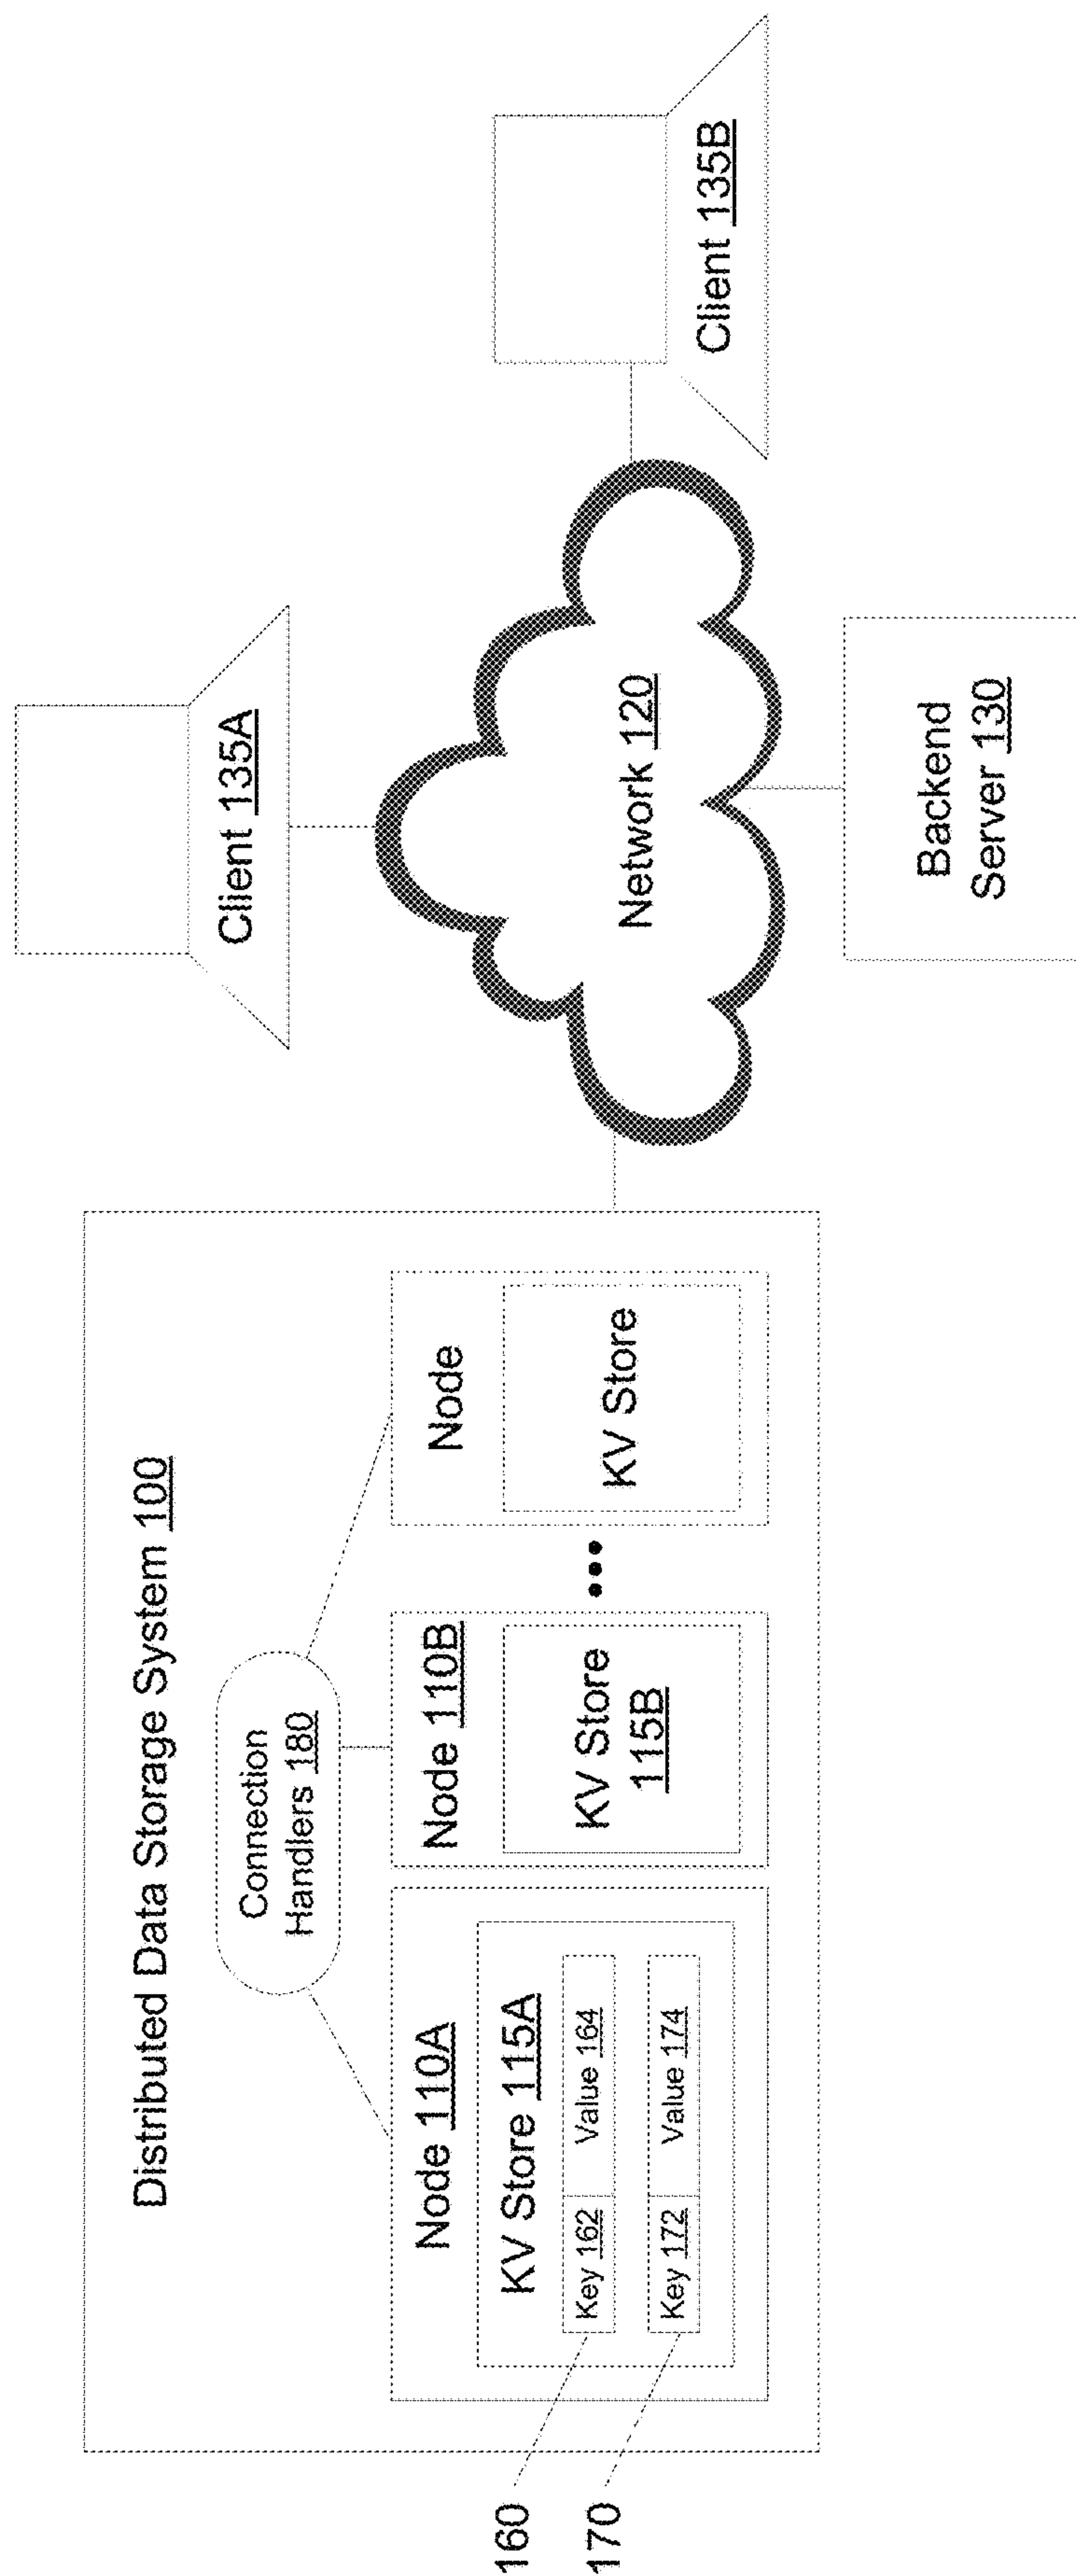 Distributed Data Storage System 100
Connection
Handlers 180
Node 110A
KV Store 115A
Key 162
Value 164
Key 172
Value 174
160
170
Node 110B
KV Store
115B
•••
Node
KV Store
Client 135A
Network 120
Backend
Server 130
Client 135B